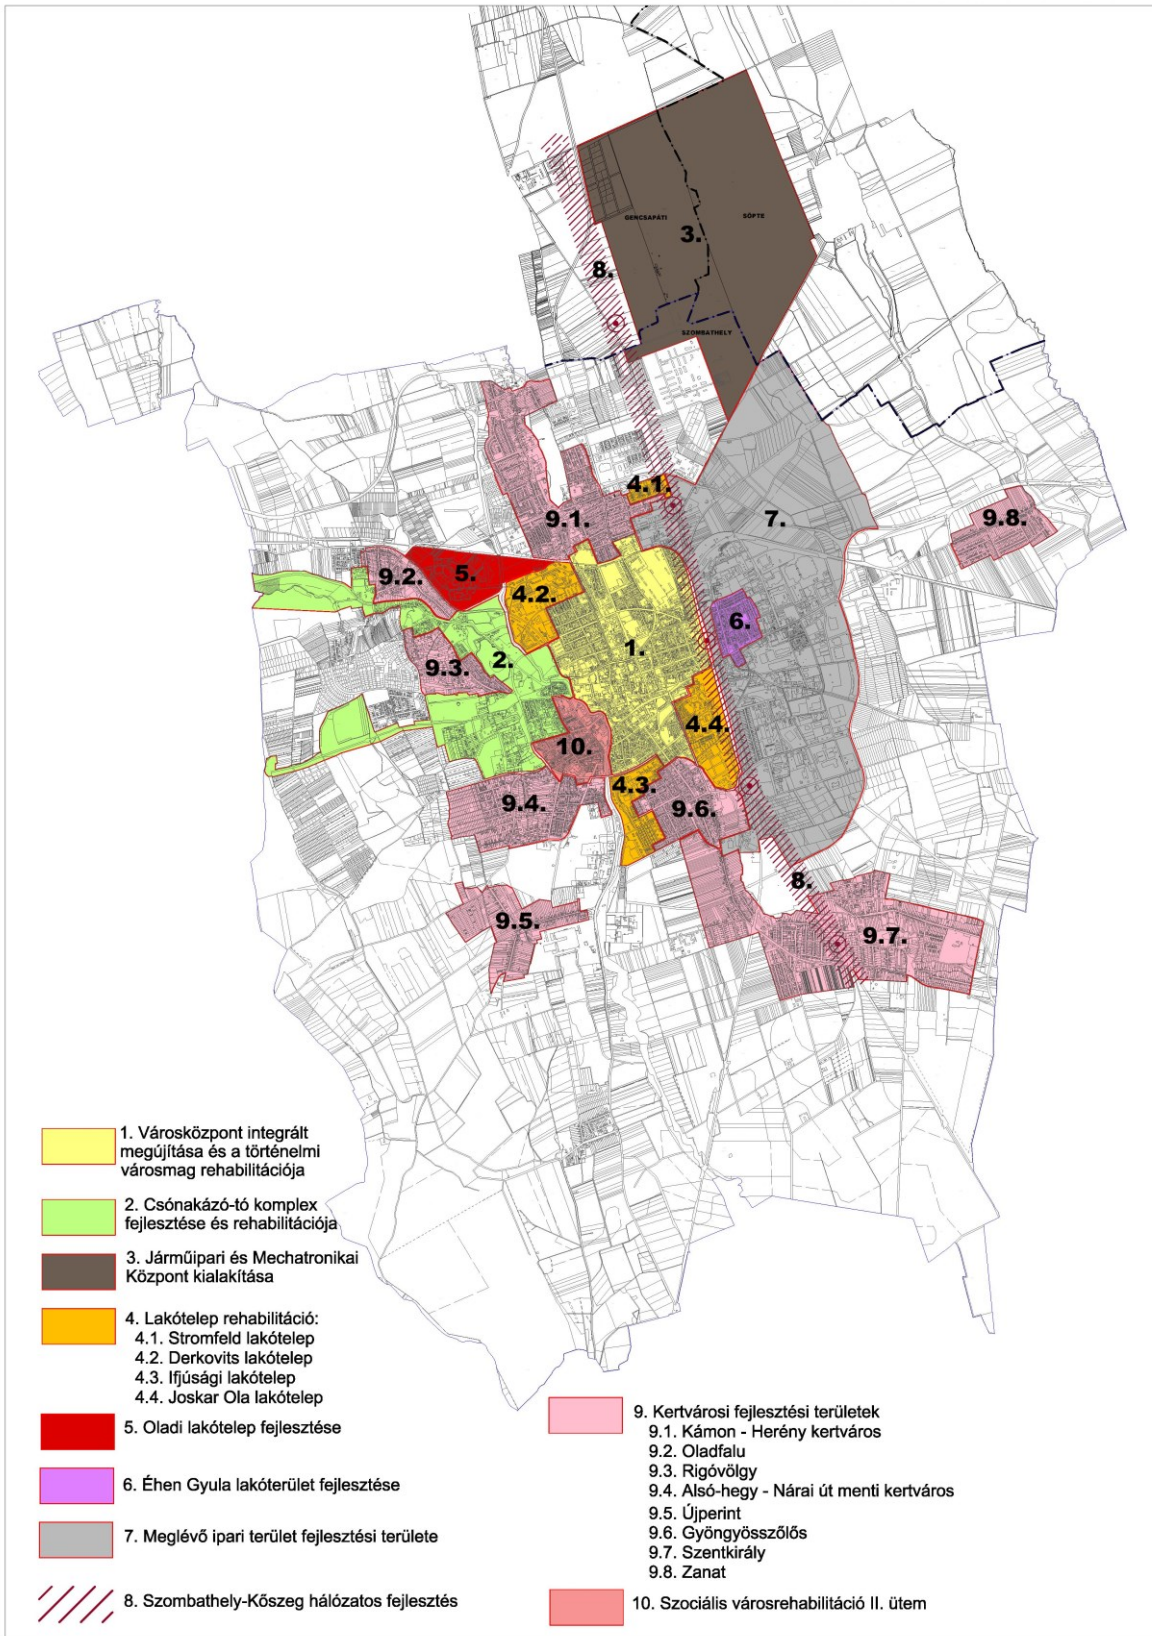 GENCSAPÁTI
SÖPTE
3.
8.
SZOMBATHELY
4.1.
9.1.
7.
9.8.
9.2.
5.
4.2.
6.
9.3.
2.
1.
10.
4.4.
4.3.
9.4.
9.6.
8.
9.5.
9.7.
1. Városközpont integrált
megújítása és a történelmi
városmag rehabilitációja
2. Csónakázó-tó komplex
fejlesztése és rehabilitációja
3. Járműipari és Mechatronikai
Központ kialakítása
4. Lakótelep rehabilitáció:
4.1. Stromfeld lakótelep
4.2. Derkovits lakótelep
4.3. Ifjúsági lakótelep
4.4. Joskar Ola lakótelep
5. Oladi lakótelep fejlesztése
6. Éhen Gyula lakóterület fejlesztése
7. Meglévő ipari terület fejlesztési területe
8. Szombathely-Kőszeg hálózatos fejlesztés
9. Kertvárosi fejlesztési területek
9.1. Kámon - Herény kertváros
9.2. Oladfalu
9.3. Rigóvölgy
9.4. Alsó-hegy - Nárai út menti kertváros
9.5. Újperint
9.6. Gyöngyösszőlős
9.7. Szentkirály
9.8. Zanat
10. Szociális városrehabilitáció II. ütem